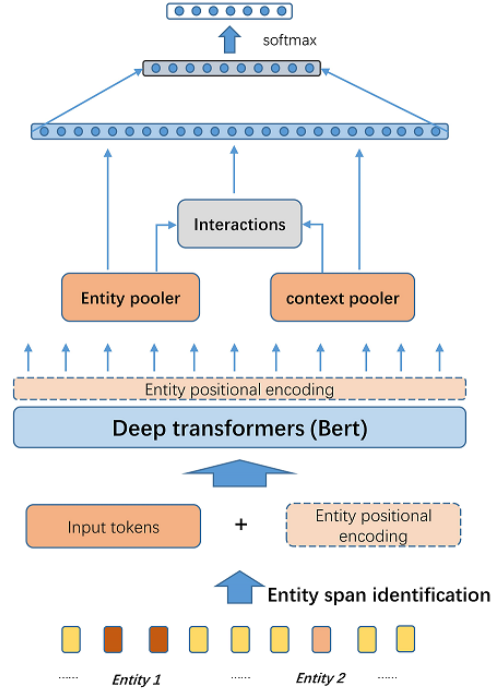 softmax
Interactions
Entity pooler
context pooler
Entity positional encoding
Deep transformers (Bert)
Input tokens
+
Entity positional
encoding
Entity span identification
...... Entity 1 ...... Entity 2 ......